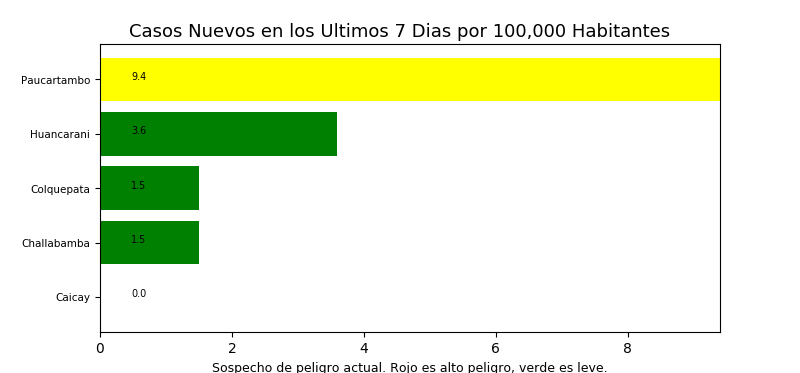 Casos Nuevos en los Ultimos 7 Dias por 100,000 Habitantes
Paucartambo 9.4
Huancarani 3.6
Colquepata 1.5
Challabamba 1.5
Caicay 0.0
0 2 4 6 8
Sospecho de peligro actual. Rojo es alto peligro, verde es leve.